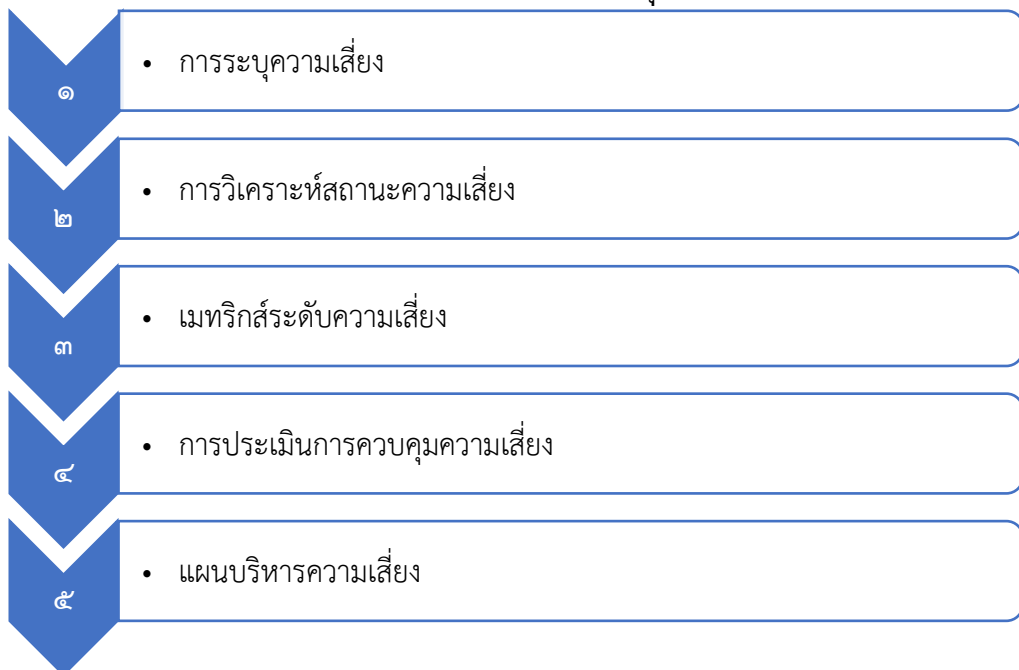 ๑
• การระบุความเสี่ยง
๒
• การวิเคราะห์สถานะความเสี่ยง
๓
• เมทริกส์ระดับความเสี่ยง
๔
• การประเมินการควบคุมความเสี่ยง
๕
• แผนบริหารความเสี่ยง